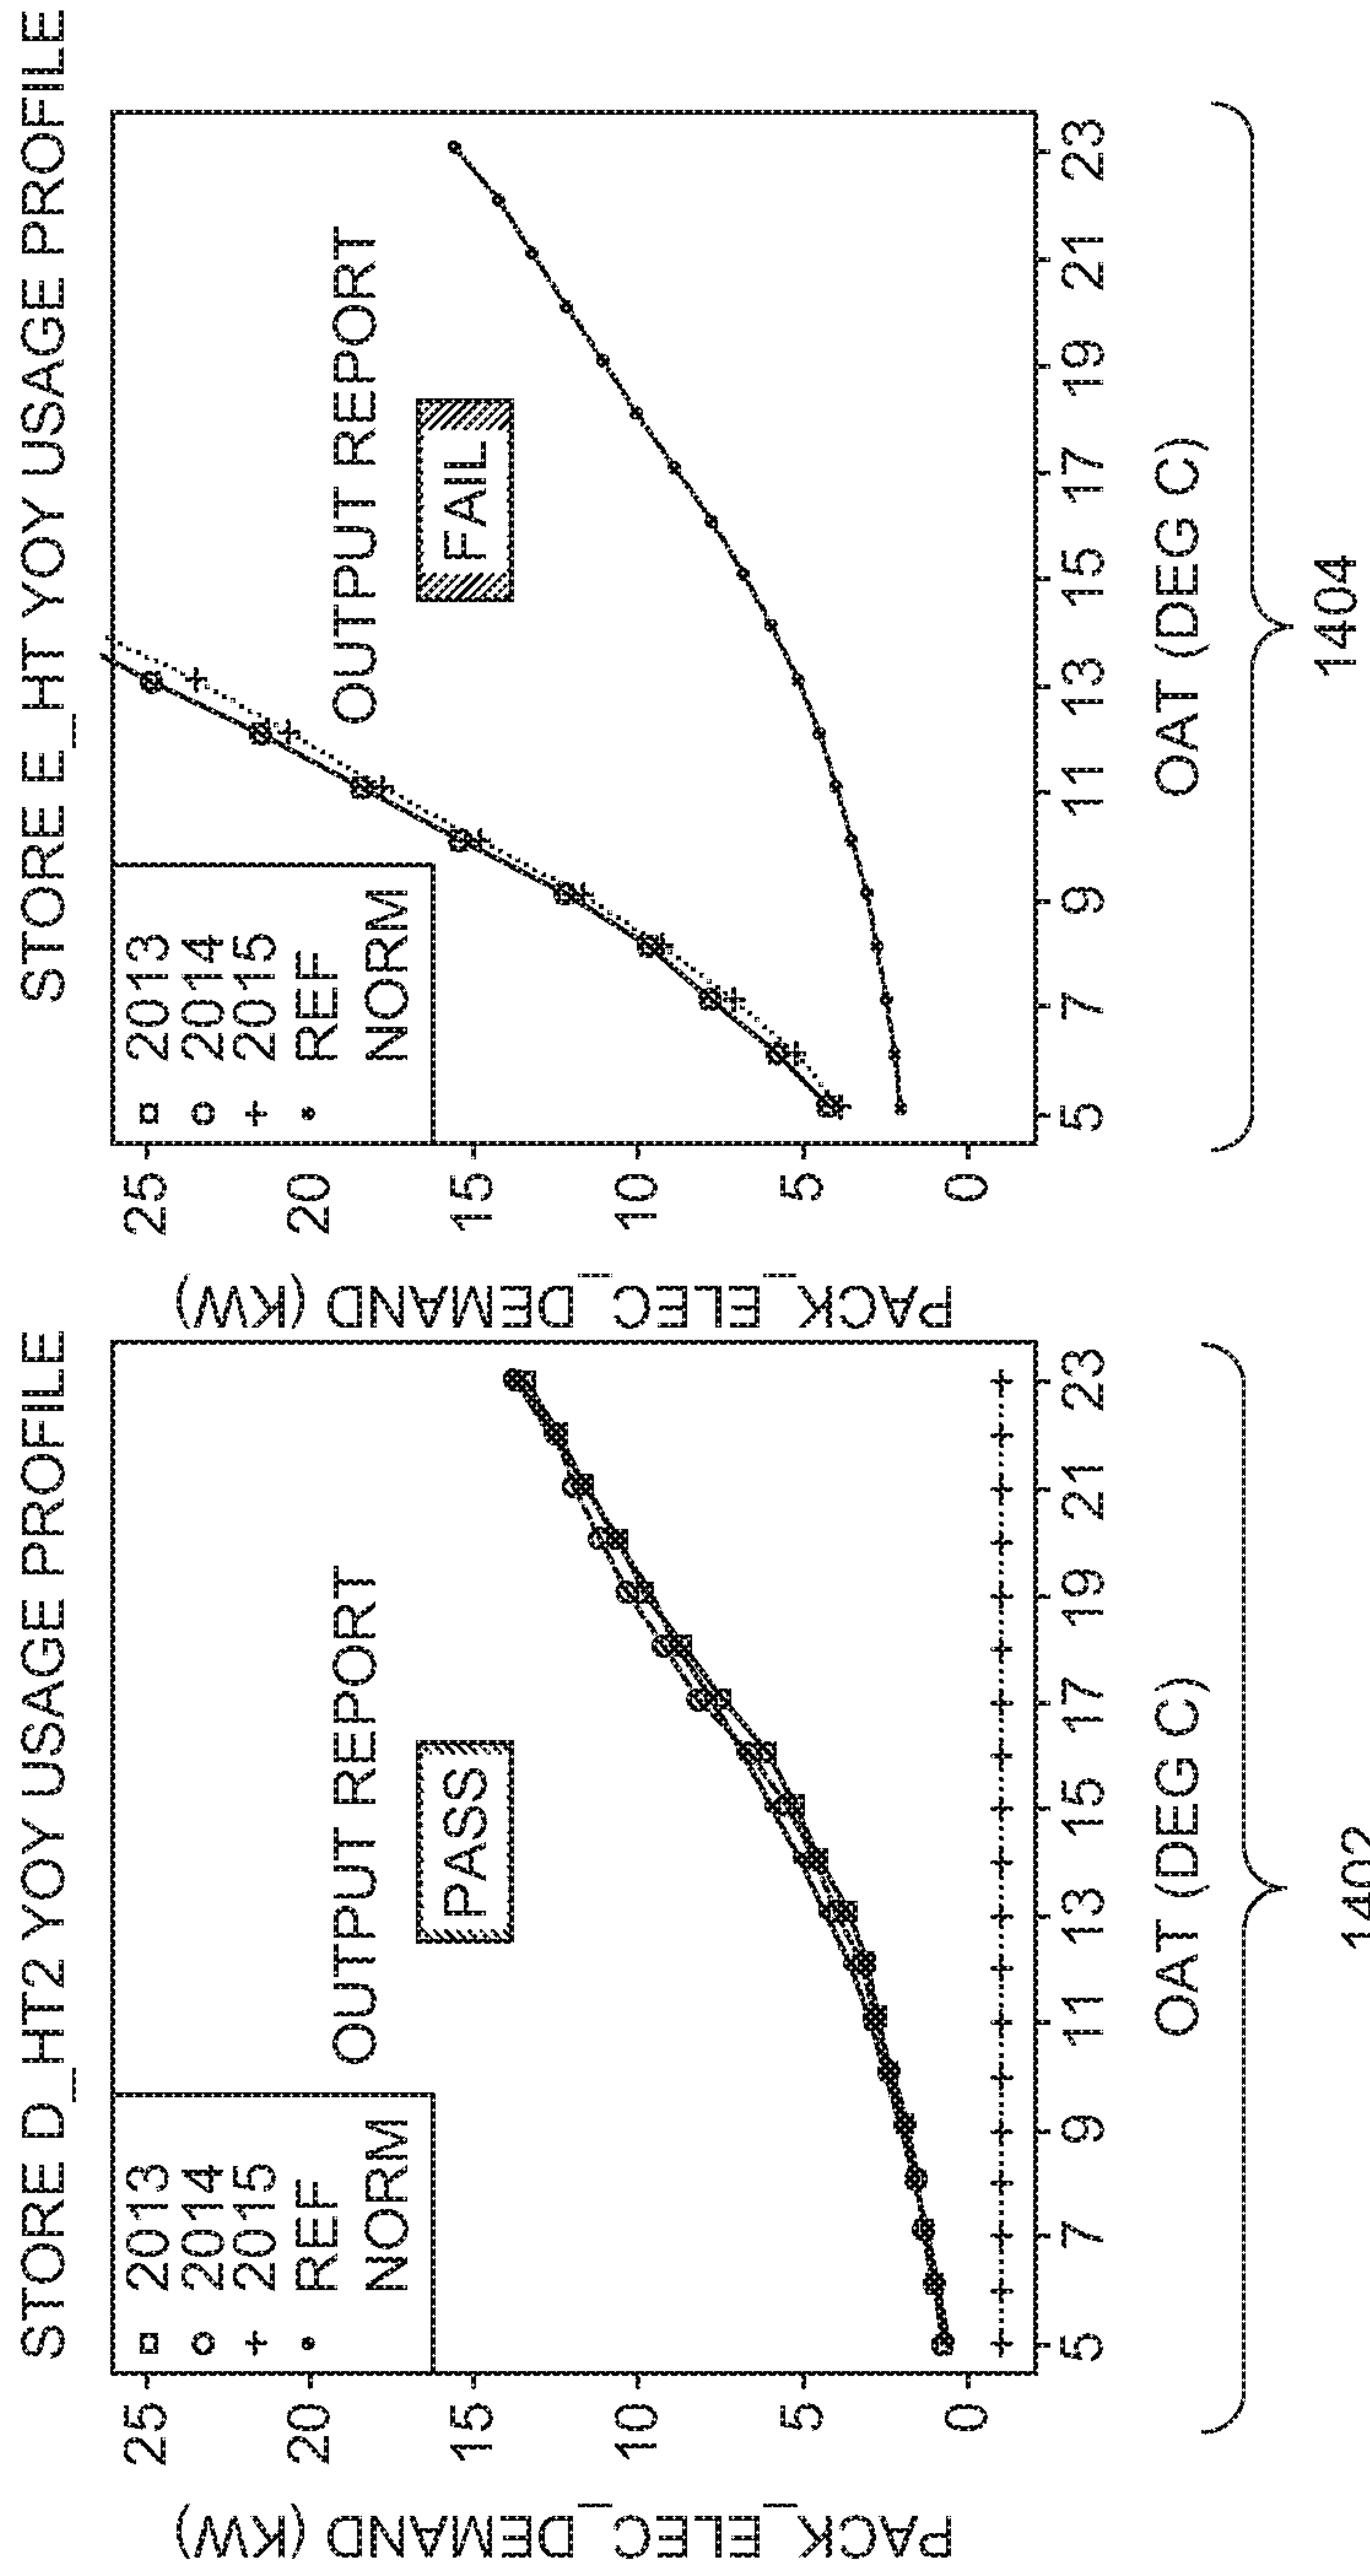 STORE D_HT2 YOY USAGE PROFILE
PACK_ELEC_DEMAND (KW)
25
20
15
10
5
0
2013
2014
2015
REF
NORM
OUTPUT REPORT
PASS
5 7 9 11 13 15 17 19 21 23
OAT (DEG C)
1402
STORE E_HT YOY USAGE PROFILE
PACK_ELEC_DEMAND (KW)
25
20
15
10
5
0
2013
2014
2015
REF
NORM
OUTPUT REPORT
FAIL
5 7 9 11 13 15 17 19 21 23
OAT (DEG C)
1404